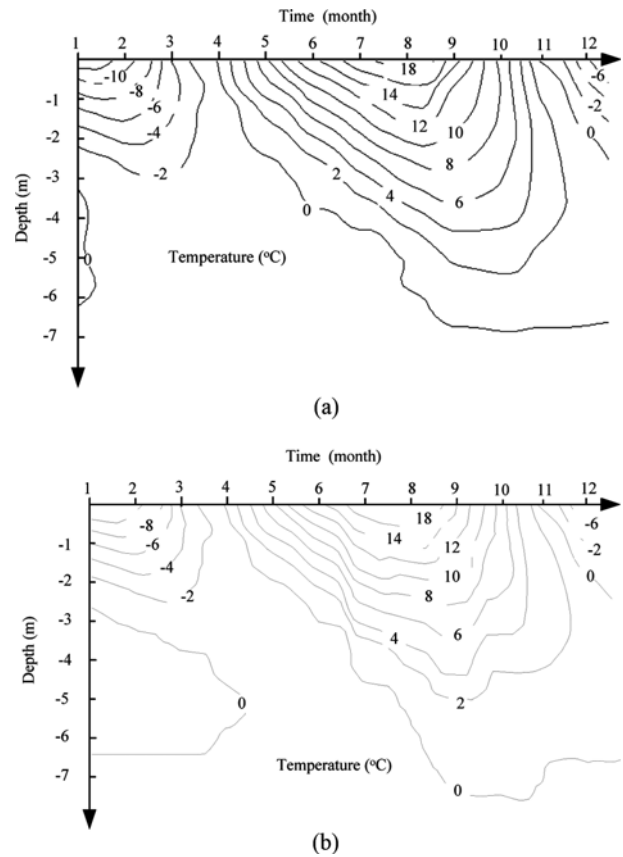 Time (month)
1 2 3 4 5 6 7 8 9 10 11 12
-10 18 -6
-1 -8 14 -2
-6 12 10 0
-2 -4
-2 2 8
-3 4 6
0
-4
Depth (m)
-5 0 Temperature (°C)
-6
-7
(a)
Time (month)
1 2 3 4 5 6 7 8 9 10 11 12
-8 18 -6
-1 -6 14 12 -2
-4 10 0
-2 -2 8
-3 6
4
-4
Depth (m)
-5 0 2
-6
Temperature (°C)
-7 0
(b)